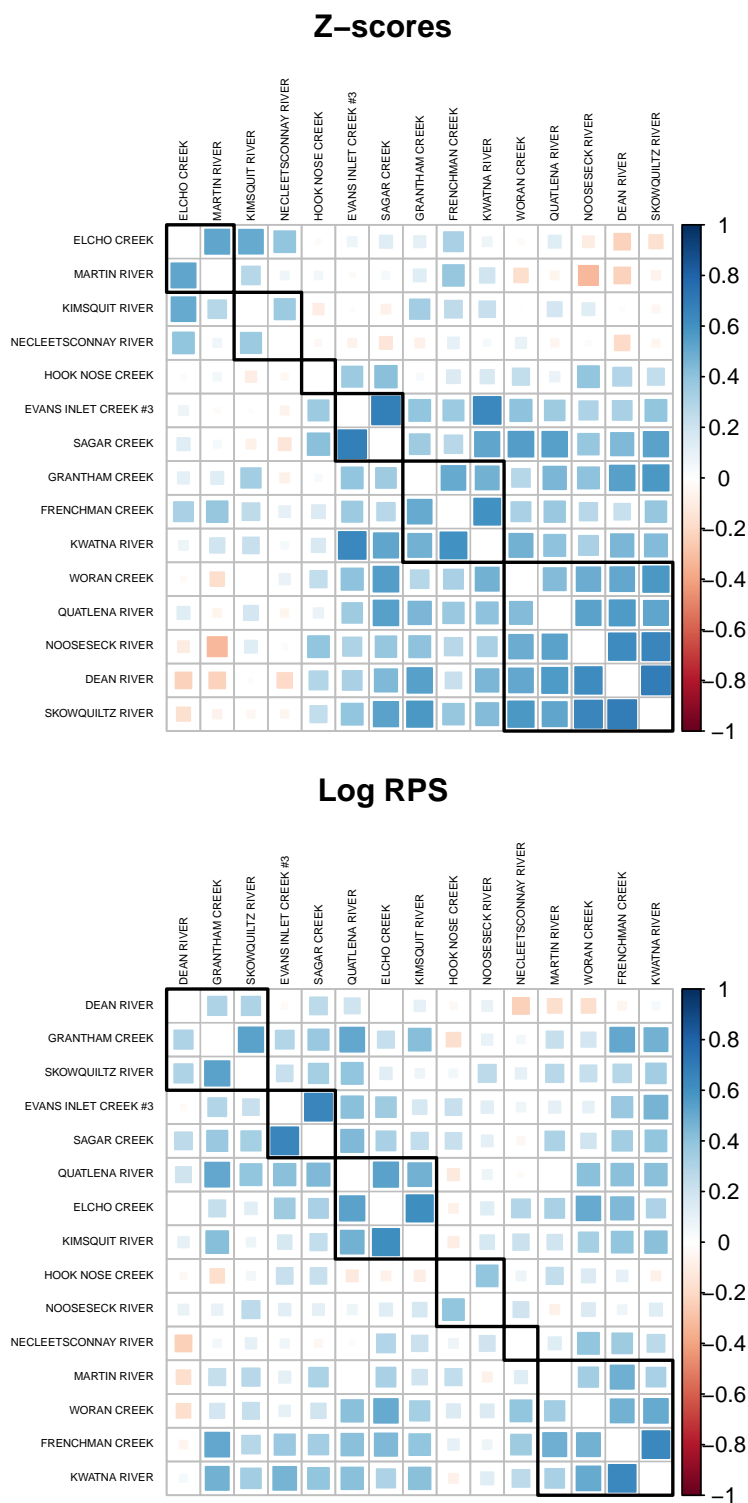 Z−scores
ELCHO CREEK
MARTIN RIVER
KIMSQUIT RIVER
NECLEETSCONNAY RIVER
HOOK NOSE CREEK
EVANS INLET CREEK #3
SAGAR CREEK
GRANTHAM CREEK
FRENCHMAN CREEK
KWATNA RIVER
WORAN CREEK
QUATLENA RIVER
NOOSESECK RIVER
DEAN RIVER
SKOWQUILTZ RIVER
ELCHO CREEK
MARTIN RIVER
KIMSQUIT RIVER
NECLEETSCONNAY RIVER
HOOK NOSE CREEK
EVANS INLET CREEK #3
SAGAR CREEK
GRANTHAM CREEK
FRENCHMAN CREEK
KWATNA RIVER
WORAN CREEK
QUATLENA RIVER
NOOSESECK RIVER
DEAN RIVER
SKOWQUILTZ RIVER
1
0.8
0.6
0.4
0.2
0
−0.2
−0.4
−0.6
−0.8
−1
Log RPS
DEAN RIVER
GRANTHAM CREEK
SKOWQUILTZ RIVER
EVANS INLET CREEK #3
SAGAR CREEK
QUATLENA RIVER
ELCHO CREEK
KIMSQUIT RIVER
HOOK NOSE CREEK
NOOSESECK RIVER
NECLEETSCONNAY RIVER
MARTIN RIVER
WORAN CREEK
FRENCHMAN CREEK
KWATNA RIVER
DEAN RIVER
GRANTHAM CREEK
SKOWQUILTZ RIVER
EVANS INLET CREEK #3
SAGAR CREEK
QUATLENA RIVER
ELCHO CREEK
KIMSQUIT RIVER
HOOK NOSE CREEK
NOOSESECK RIVER
NECLEETSCONNAY RIVER
MARTIN RIVER
WORAN CREEK
FRENCHMAN CREEK
KWATNA RIVER
1
0.8
0.6
0.4
0.2
0
−0.2
−0.4
−0.6
−0.8
−1